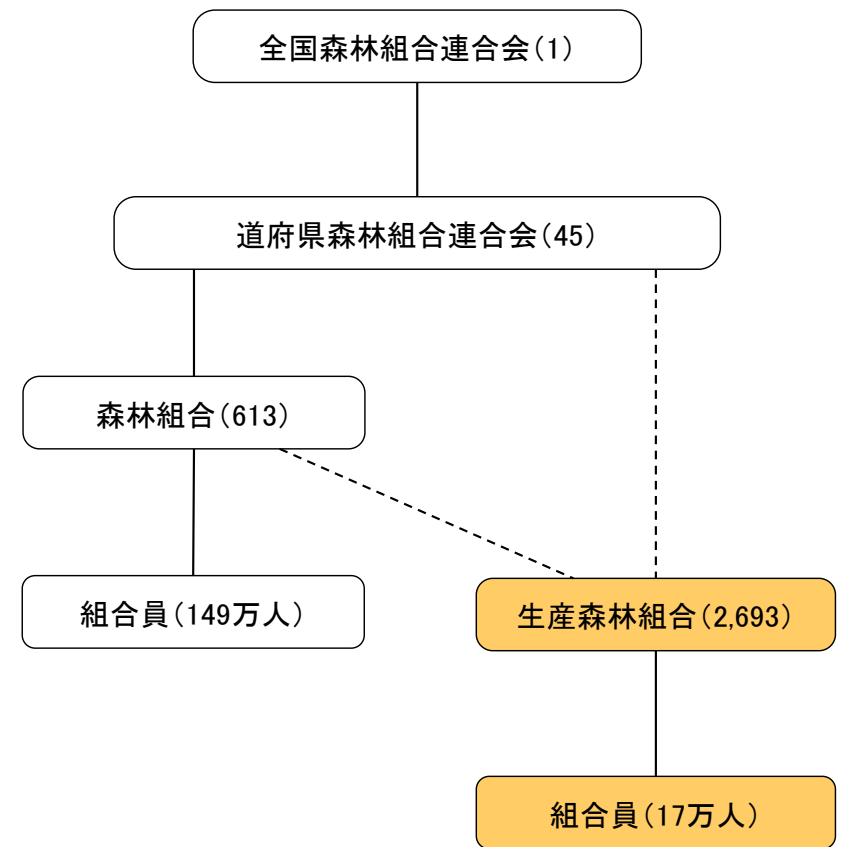 全国森林組合連合会(1)
道府県森林組合連合会(45)
森林組合(613)
組合員(149万人)
生産森林組合(2,693)
組合員(17万人)